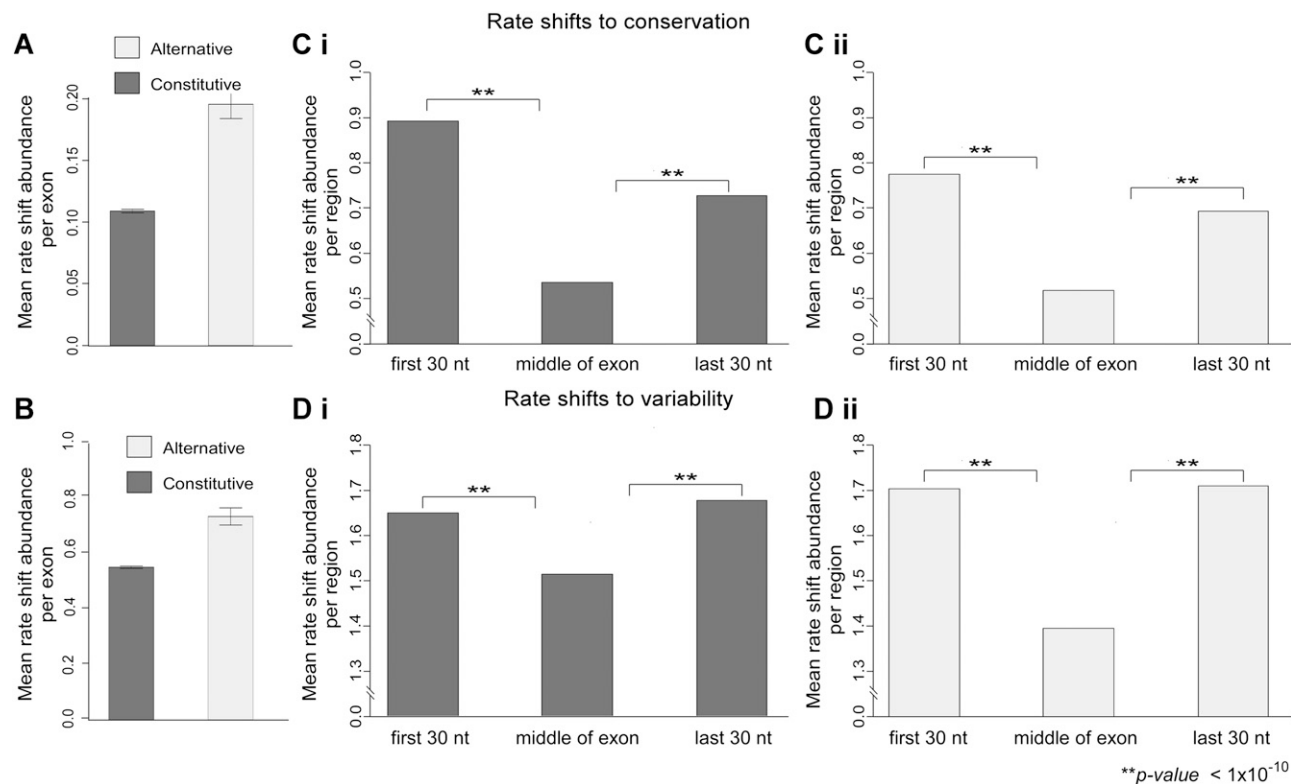 Rate shifts to conservation
A
Alternative
Constitutive
Mean rate shift abundance
per exon
0.20
0.15
0.10
0.05
0.0
C i
Mean rate shift abundance
per region
1.0
0.9
0.8
0.7
0.6
0.5
0.0
**
**
first 30 nt
middle of exon
last 30 nt
C ii
Mean rate shift abundance
per region
1.0
0.9
0.8
0.7
0.6
0.5
0.0
**
**
first 30 nt
middle of exon
last 30 nt
Rate shifts to variability
B
Alternative
Constitutive
Mean rate shift abundance
per exon
1.0
0.8
0.6
0.4
0.2
0.0
D i
Mean rate shift abundance
per region
1.8
1.7
1.6
1.5
1.4
1.3
0.0
**
**
first 30 nt
middle of exon
last 30 nt
D ii
Mean rate shift abundance
per region
1.8
1.7
1.6
1.5
1.4
1.3
0.0
**
**
first 30 nt
middle of exon
last 30 nt
**p-value < 1x10⁻¹⁰